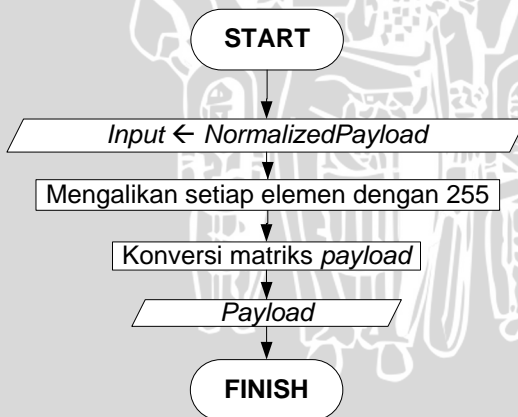 START
Input ← NormalizedPayload
Mengalikan setiap elemen dengan 255
Konversi matriks payload
Payload
FINISH